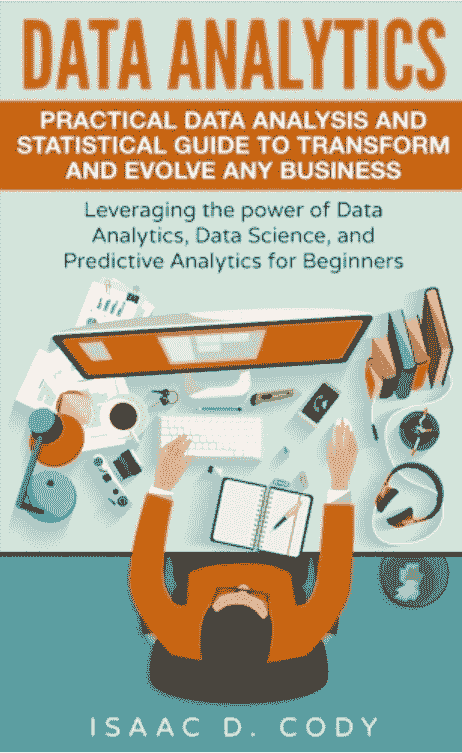 DATA ANALYTICS
PRACTICAL DATA ANALYSIS AND
STATISTICAL GUIDE TO TRANSFORM
AND EVOLVE ANY BUSINESS
Leveraging the power of Data
Analytics, Data Science, and
Predictive Analytics for Beginners
ISAAC D. CODY